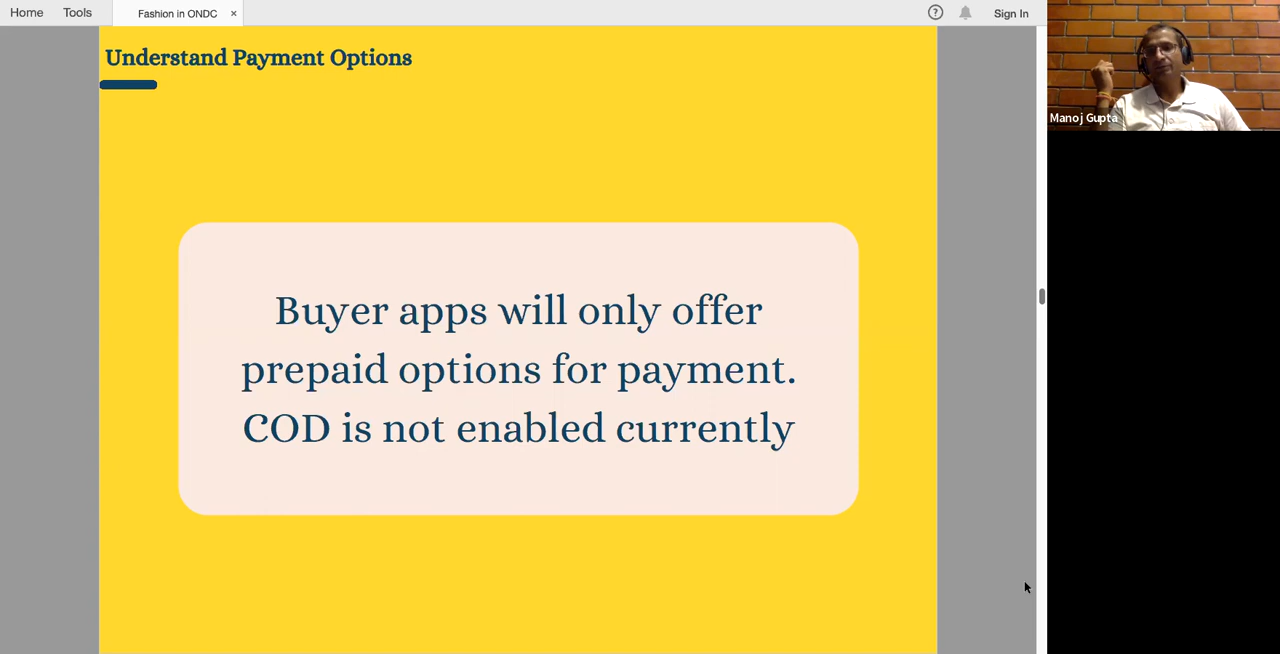 Home Tools Fashion in ONDC × ? Sign In
Understand Payment Options
Manoj Gupta
Buyer apps will only offer
prepaid options for payment.
COD is not enabled currently